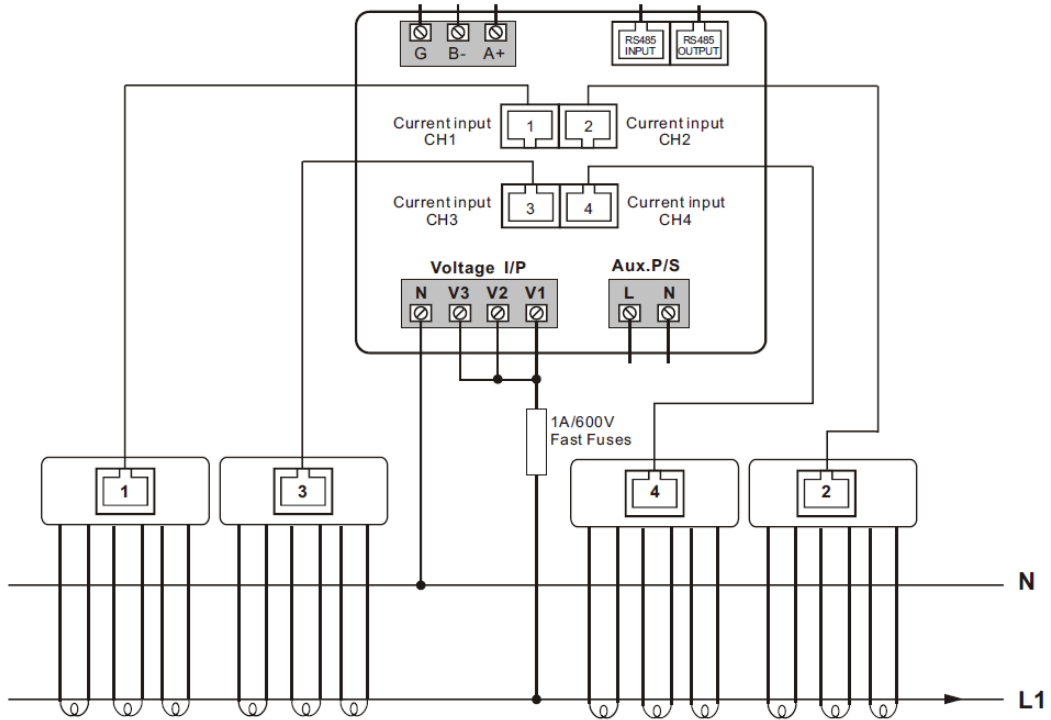 G B- A+
RS485
INPUT
RS485
OUTPUT
Current input
CH1
1
2
Current input
CH2
Current input
CH3
3
4
Current input
CH4
Voltage I/P
N V3 V2 V1
Aux.P/S
L N
1A/600V
Fast Fuses
1
3
4
2
N
L1